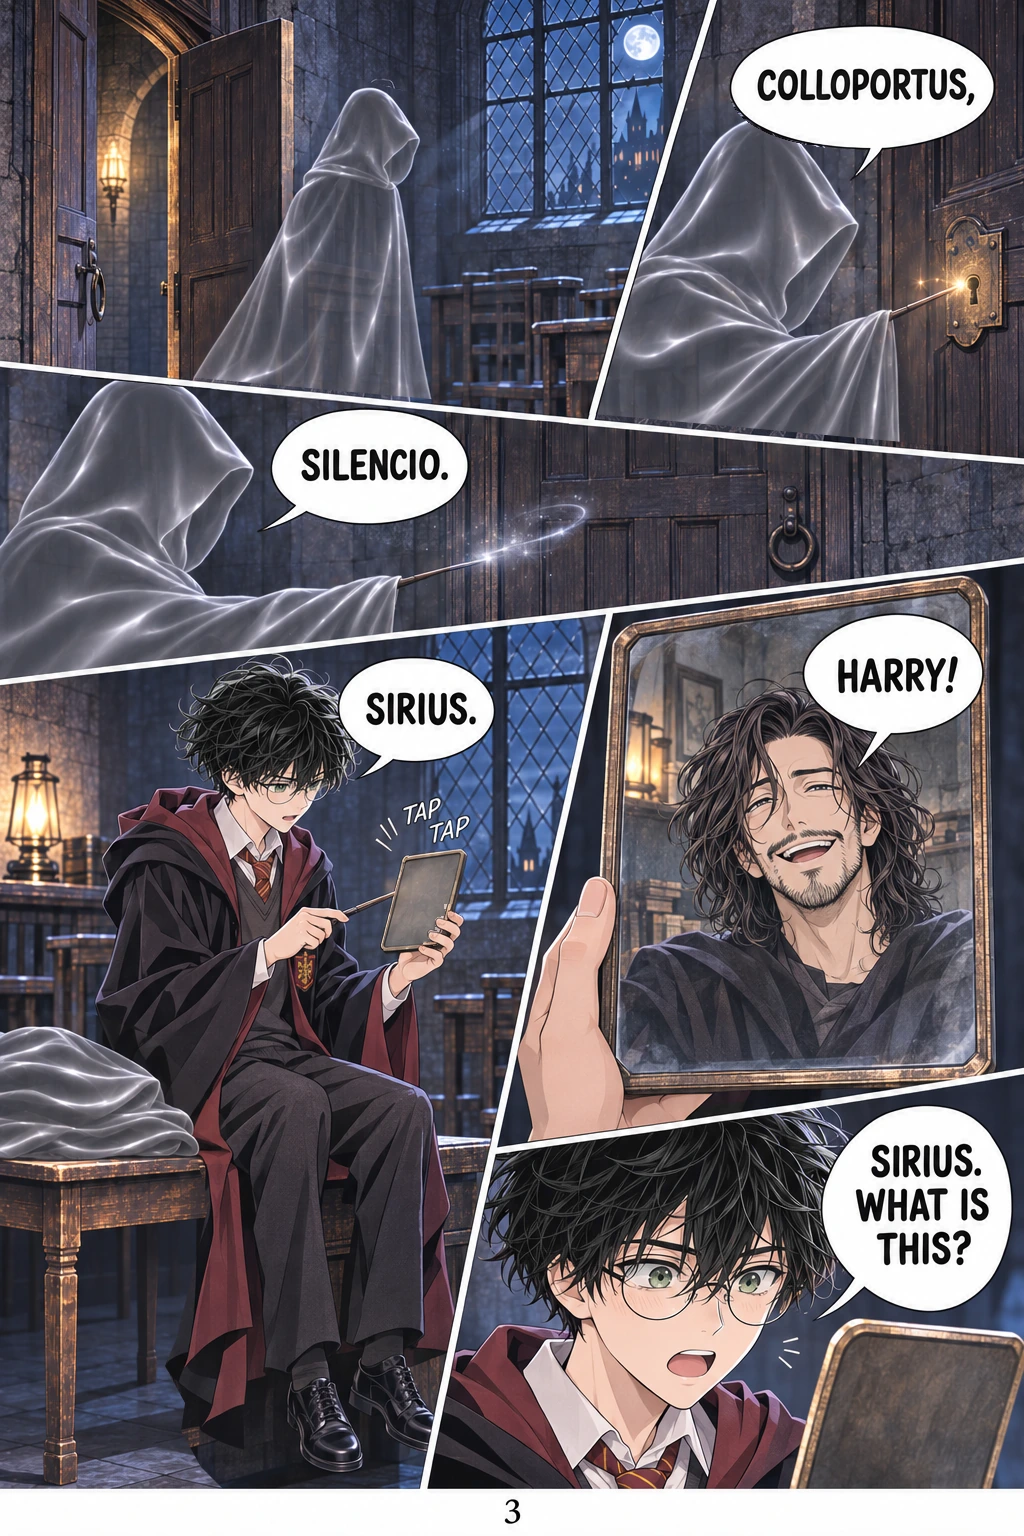 COLLOPORTUS,
SILENCIO.
SIRIUS.
TAP
TAP
HARRY!
SIRIUS.
WHAT IS
THIS?
3